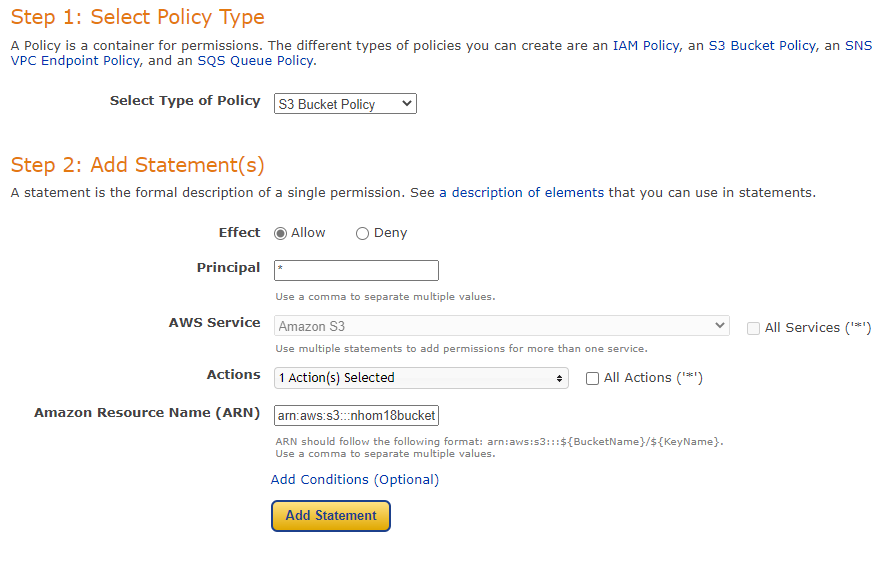 Step 1: Select Policy Type
A Policy is a container for permissions. The different types of policies you can create are an IAM Policy, an S3 Bucket Policy, an SNS
VPC Endpoint Policy, and an SQS Queue Policy.
Select Type of Policy S3 Bucket Policy
Step 2: Add Statement(s)
A statement is the formal description of a single permission. See a description of elements that you can use in statements.
Effect Allow Deny
Principal *
Use a comma to separate multiple values.
AWS Service Amazon S3 All Services ('*')
Use multiple statements to add permissions for more than one service.
Actions 1 Action(s) Selected All Actions ('*')
Amazon Resource Name (ARN) arn:aws:s3:::nhom18bucket
ARN should follow the following format: arn:aws:s3:::${BucketName}/${KeyName}.
Use a comma to separate multiple values.
Add Conditions (Optional)
Add Statement